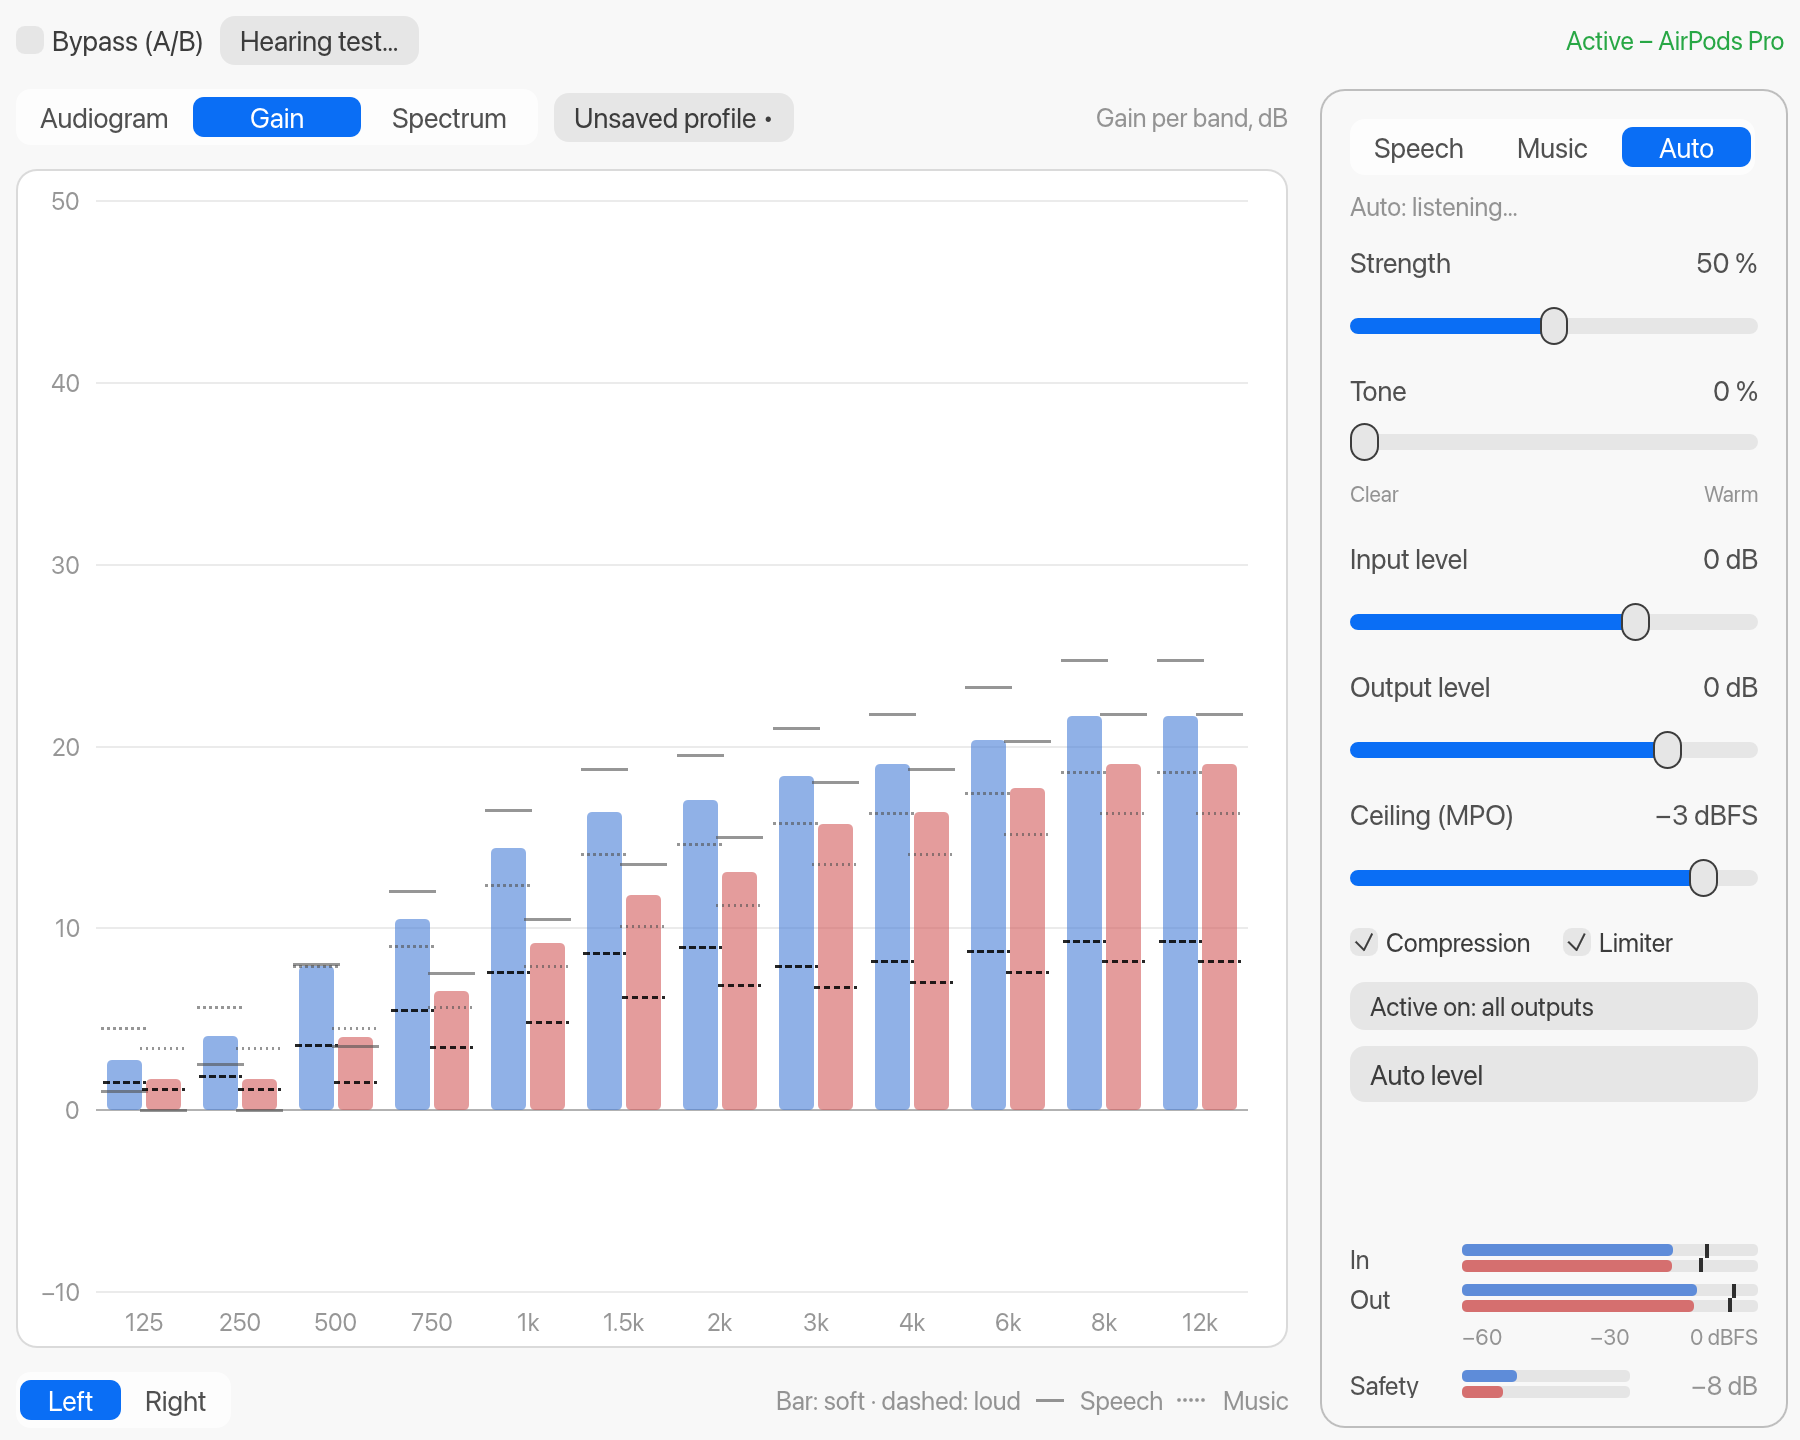 Bypass (A/B)
Hearing test...
Active – AirPods Pro
Audiogram
Gain
Spectrum
Unsaved profile •
Gain per band, dB
50
40
30
20
10
0
−10
125
250
500
750
1k
1.5k
2k
3k
4k
6k
8k
12k
Left
Right
Bar: soft · dashed: loud
Speech
Music
Speech
Music
Auto
Auto: listening...
Strength
50 %
Tone
0 %
Clear
Warm
Input level
0 dB
Output level
0 dB
Ceiling (MPO)
−3 dBFS
Compression
Limiter
Active on: all outputs
Auto level
In
Out
−60
−30
0 dBFS
Safety
−8 dB